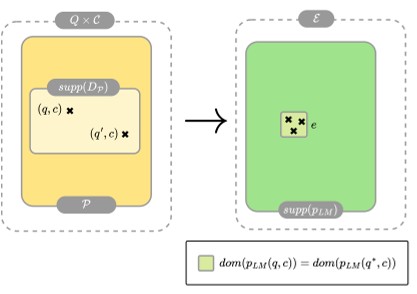 Q × C
supp(D_P)
(q, c) ×
(q′, c) ×
P
E
e
supp(p_LM)
dom(p_LM(q, c)) = dom(p_LM(q*, c))